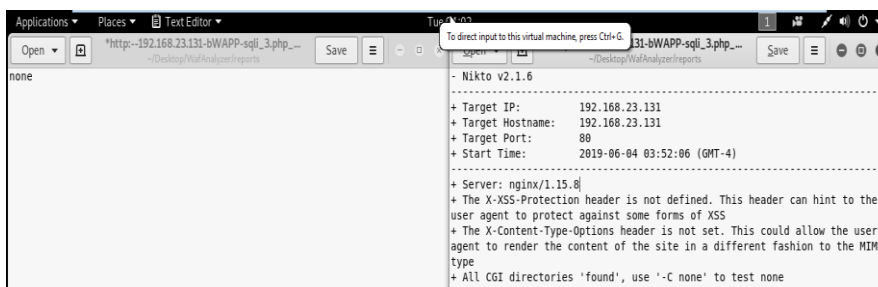 Applications Places Text Editor Tue 04:02 1
To direct input to this virtual machine, press Ctrl+G.
Open *http:--192.168.23.131-bWAPP-sqli_3.php_... Save
~/Desktop/WafAnalyzer/reports
Open 131-bWAPP-sqli_3.php_... Save
~/Desktop/WafAnalyzer/reports
none
- Nikto v2.1.6
---------------------------------------------------------------------------
+ Target IP: 192.168.23.131
+ Target Hostname: 192.168.23.131
+ Target Port: 80
+ Start Time: 2019-06-04 03:52:06 (GMT-4)
---------------------------------------------------------------------------
+ Server: nginx/1.15.8
+ The X-XSS-Protection header is not defined. This header can hint to the
user agent to protect against some forms of XSS
+ The X-Content-Type-Options header is not set. This could allow the user
agent to render the content of the site in a different fashion to the MIM
type
+ All CGI directories 'found', use '-C none' to test none